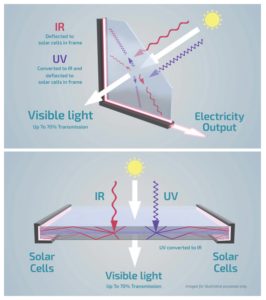 IR
Deflected to
solar cells in frame
UV
Converted to IR and
deflected to
solar cells in frame
Visible light
Up To 70% Transmission
Electricity
Output
IR
UV
Solar
Cells
Solar
Cells
UV converted to IR
Visible light
Up To 70% Transmission
Images for illustrative purposes only